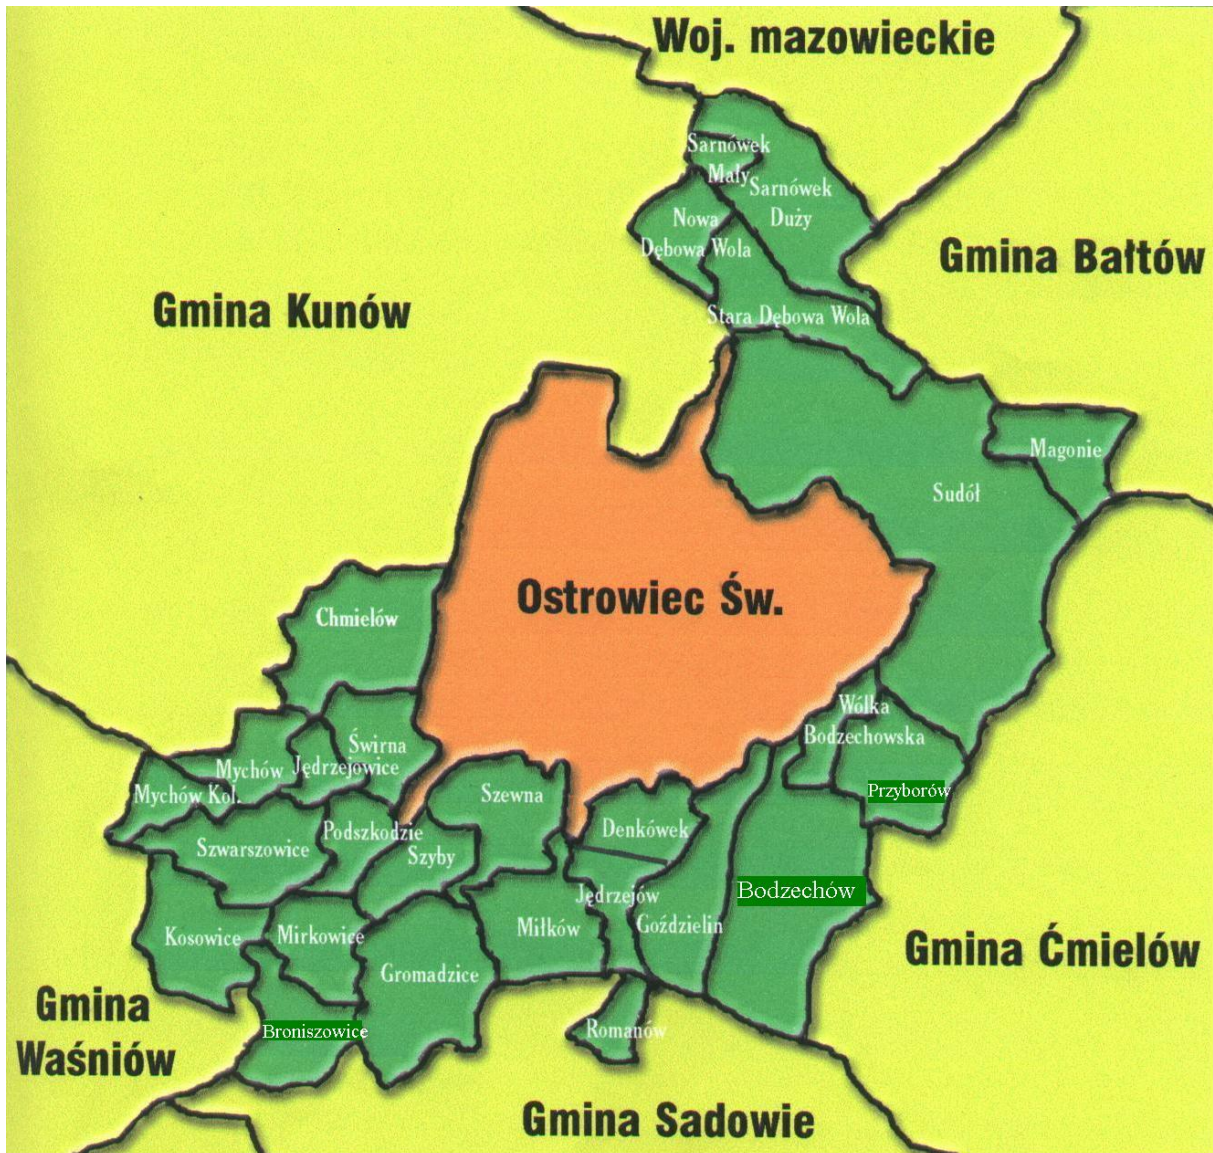 Woj. mazowieckie
Sarnówek
Mały
Sarnówek
Duży
Nowa
Dębowa Wola
Gmina Bałtów
Gmina Kunów
Stara Dębowa Wola
Magonie
Sudół
Ostrowiec Św.
Chmielów
Wólka
Bodzechowska
Świrna
Mychów
Jędrzejowice
Mychów Kol.
Szewna
Przyborów
Podszkodzie
Denkówek
Szwarszowice
Szyby
Bodzechów
Jędrzejów
Goździelin
Miłków
Kosowice
Mirkowice
Gmina Ćmielów
Gromadzice
Gmina
Waśniów
Broniszowice
Romanów
Gmina Sadowie